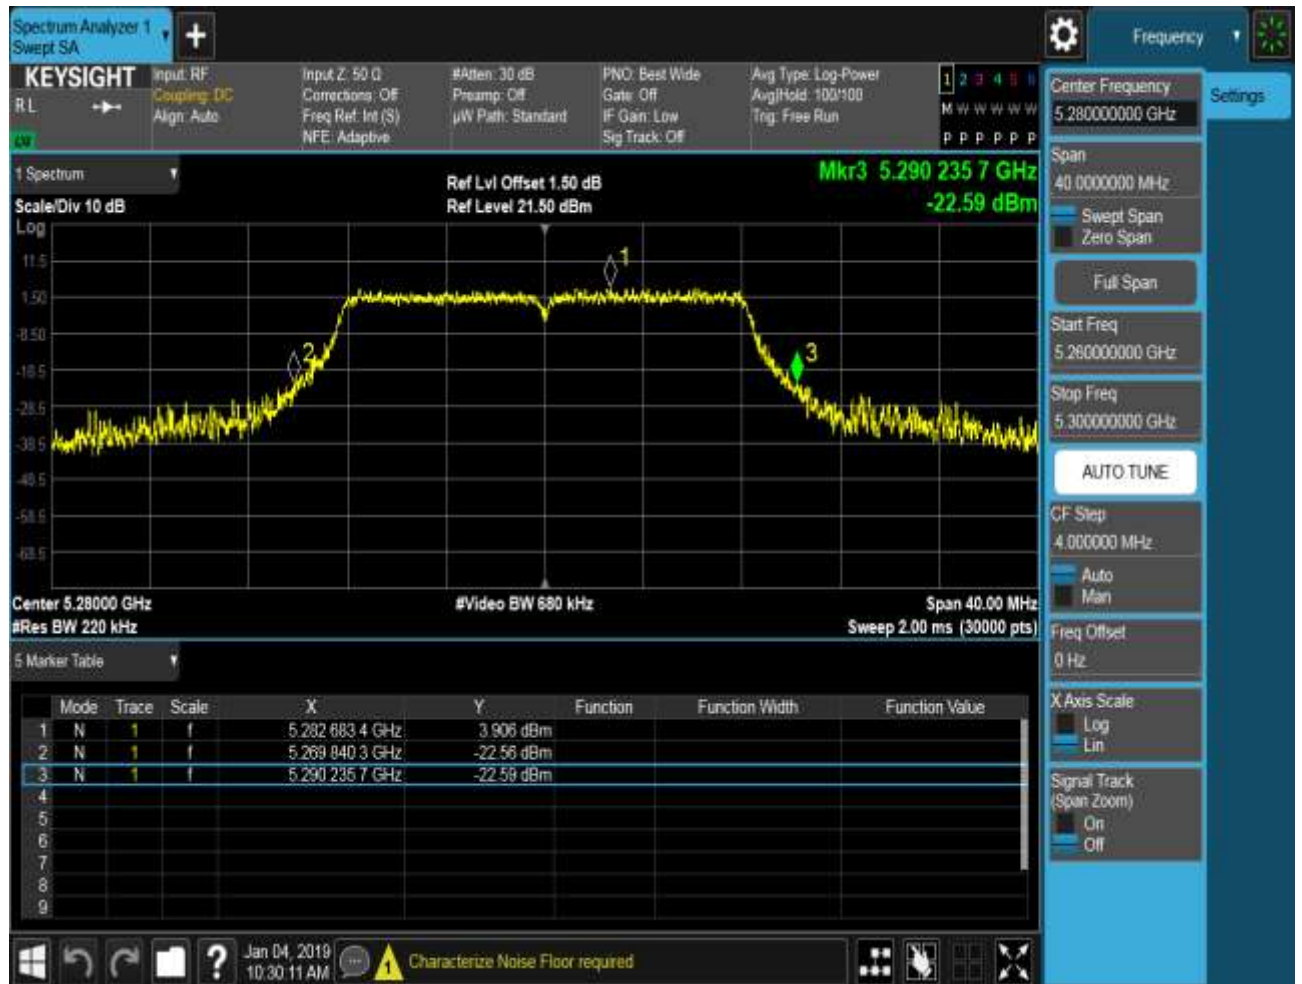 Spectrum Analyzer 1
Swept SA
+
Frequency
KEYSIGHT
RL
Input: RF
Coupling: DC
Align: Auto
Input Z: 50 Ω
Corrections: Off
Freq Ref: Int (S)
NFE: Adaptive
#Atten: 30 dB
Preamp: Off
µW Path: Standard
PNO: Best Wide
Gate: Off
IF Gain: Low
Sig Track: Off
Avg Type: Log-Power
Avg|Hold: 100/100
Trig: Free Run
1 2 3 4 5 6
M W W W W W
P P P P P P
1 Spectrum
Scale/Div 10 dB
Ref Lvl Offset 1.50 dB
Ref Level 21.50 dBm
Mkr3 5.290 235 7 GHz
-22.59 dBm
Log
11.5
1.50
-8.50
-18.5
-28.5
-38.5
-48.5
-58.5
-68.5
1
2
3
Center 5.28000 GHz
#Res BW 220 kHz
#Video BW 680 kHz
Span 40.00 MHz
Sweep 2.00 ms (30000 pts)
5 Marker Table
Mode Trace Scale X Y Function Function Width Function Value
1 N 1 f 5.282 683 4 GHz 3.906 dBm
2 N 1 f 5.269 840 3 GHz -22.56 dBm
3 N 1 f 5.290 235 7 GHz -22.59 dBm
4
5
6
7
8
9
Jan 04, 2019
10:30:11 AM
Characterize Noise Floor required
Center Frequency
5.280000000 GHz
Settings
Span
40.0000000 MHz
Swept Span
Zero Span
Full Span
Start Freq
5.260000000 GHz
Stop Freq
5.300000000 GHz
AUTO TUNE
CF Step
4.000000 MHz
Auto
Man
Freq Offset
0 Hz
X Axis Scale
Log
Lin
Signal Track
(Span Zoom)
On
Off